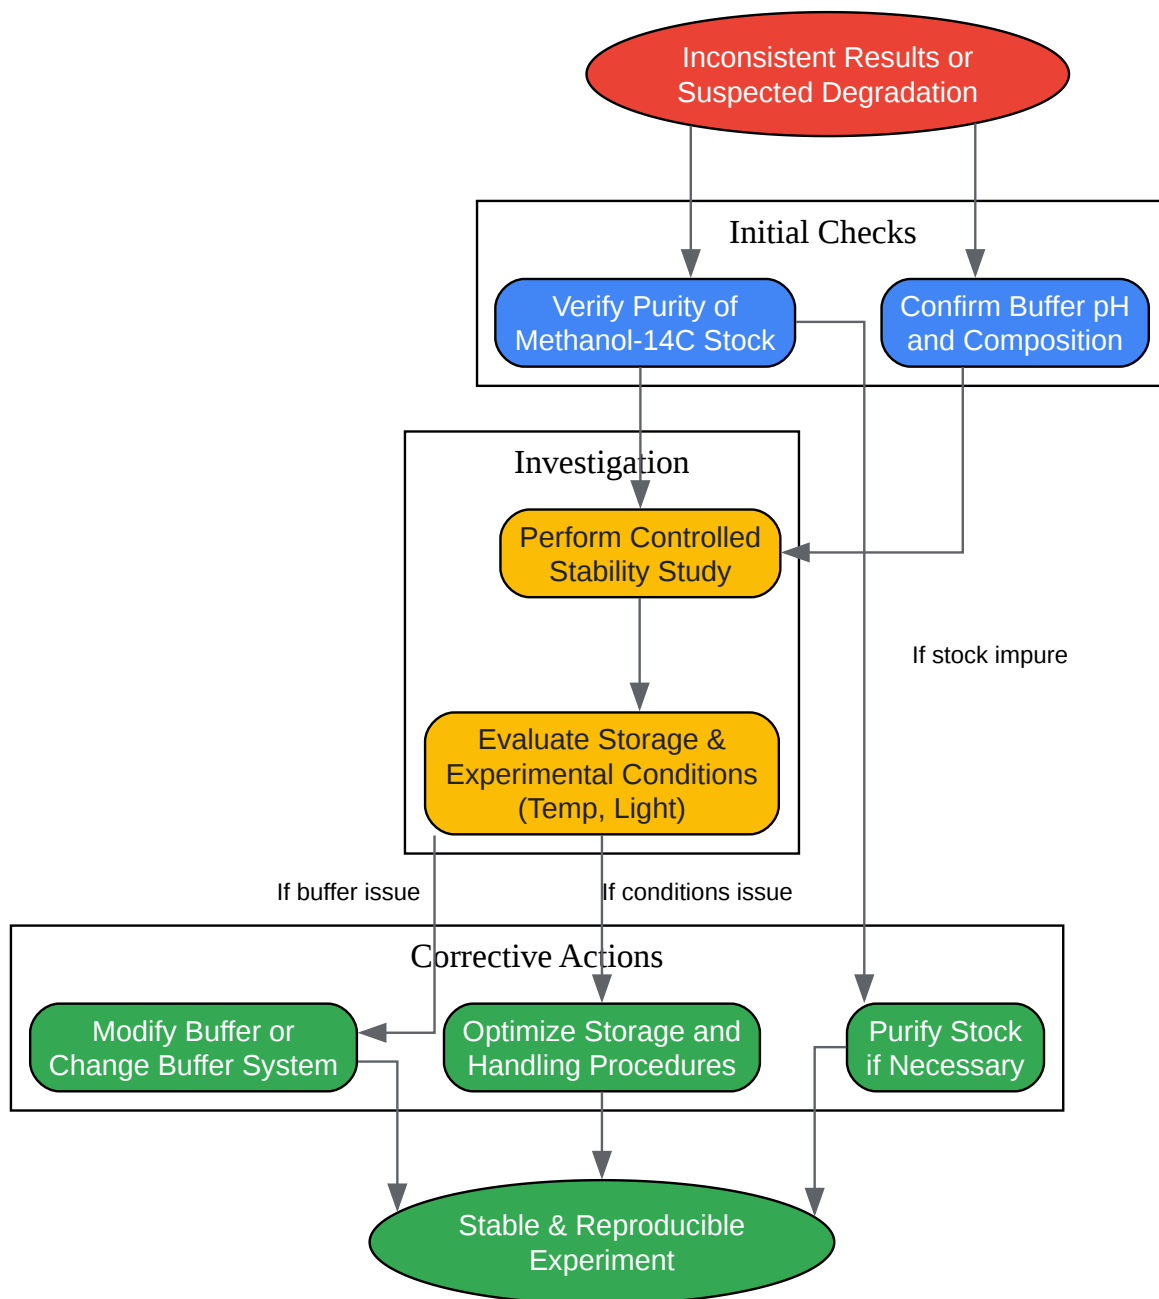 Inconsistent Results or
Suspected Degradation
Initial Checks
Verify Purity of
Methanol-14C Stock
Confirm Buffer pH
and Composition
Investigation
Perform Controlled
Stability Study
If stock impure
Evaluate Storage &
Experimental Conditions
(Temp, Light)
If buffer issue
If conditions issue
Corrective Actions
Modify Buffer or
Change Buffer System
Optimize Storage and
Handling Procedures
Purify Stock
if Necessary
Stable & Reproducible
Experiment